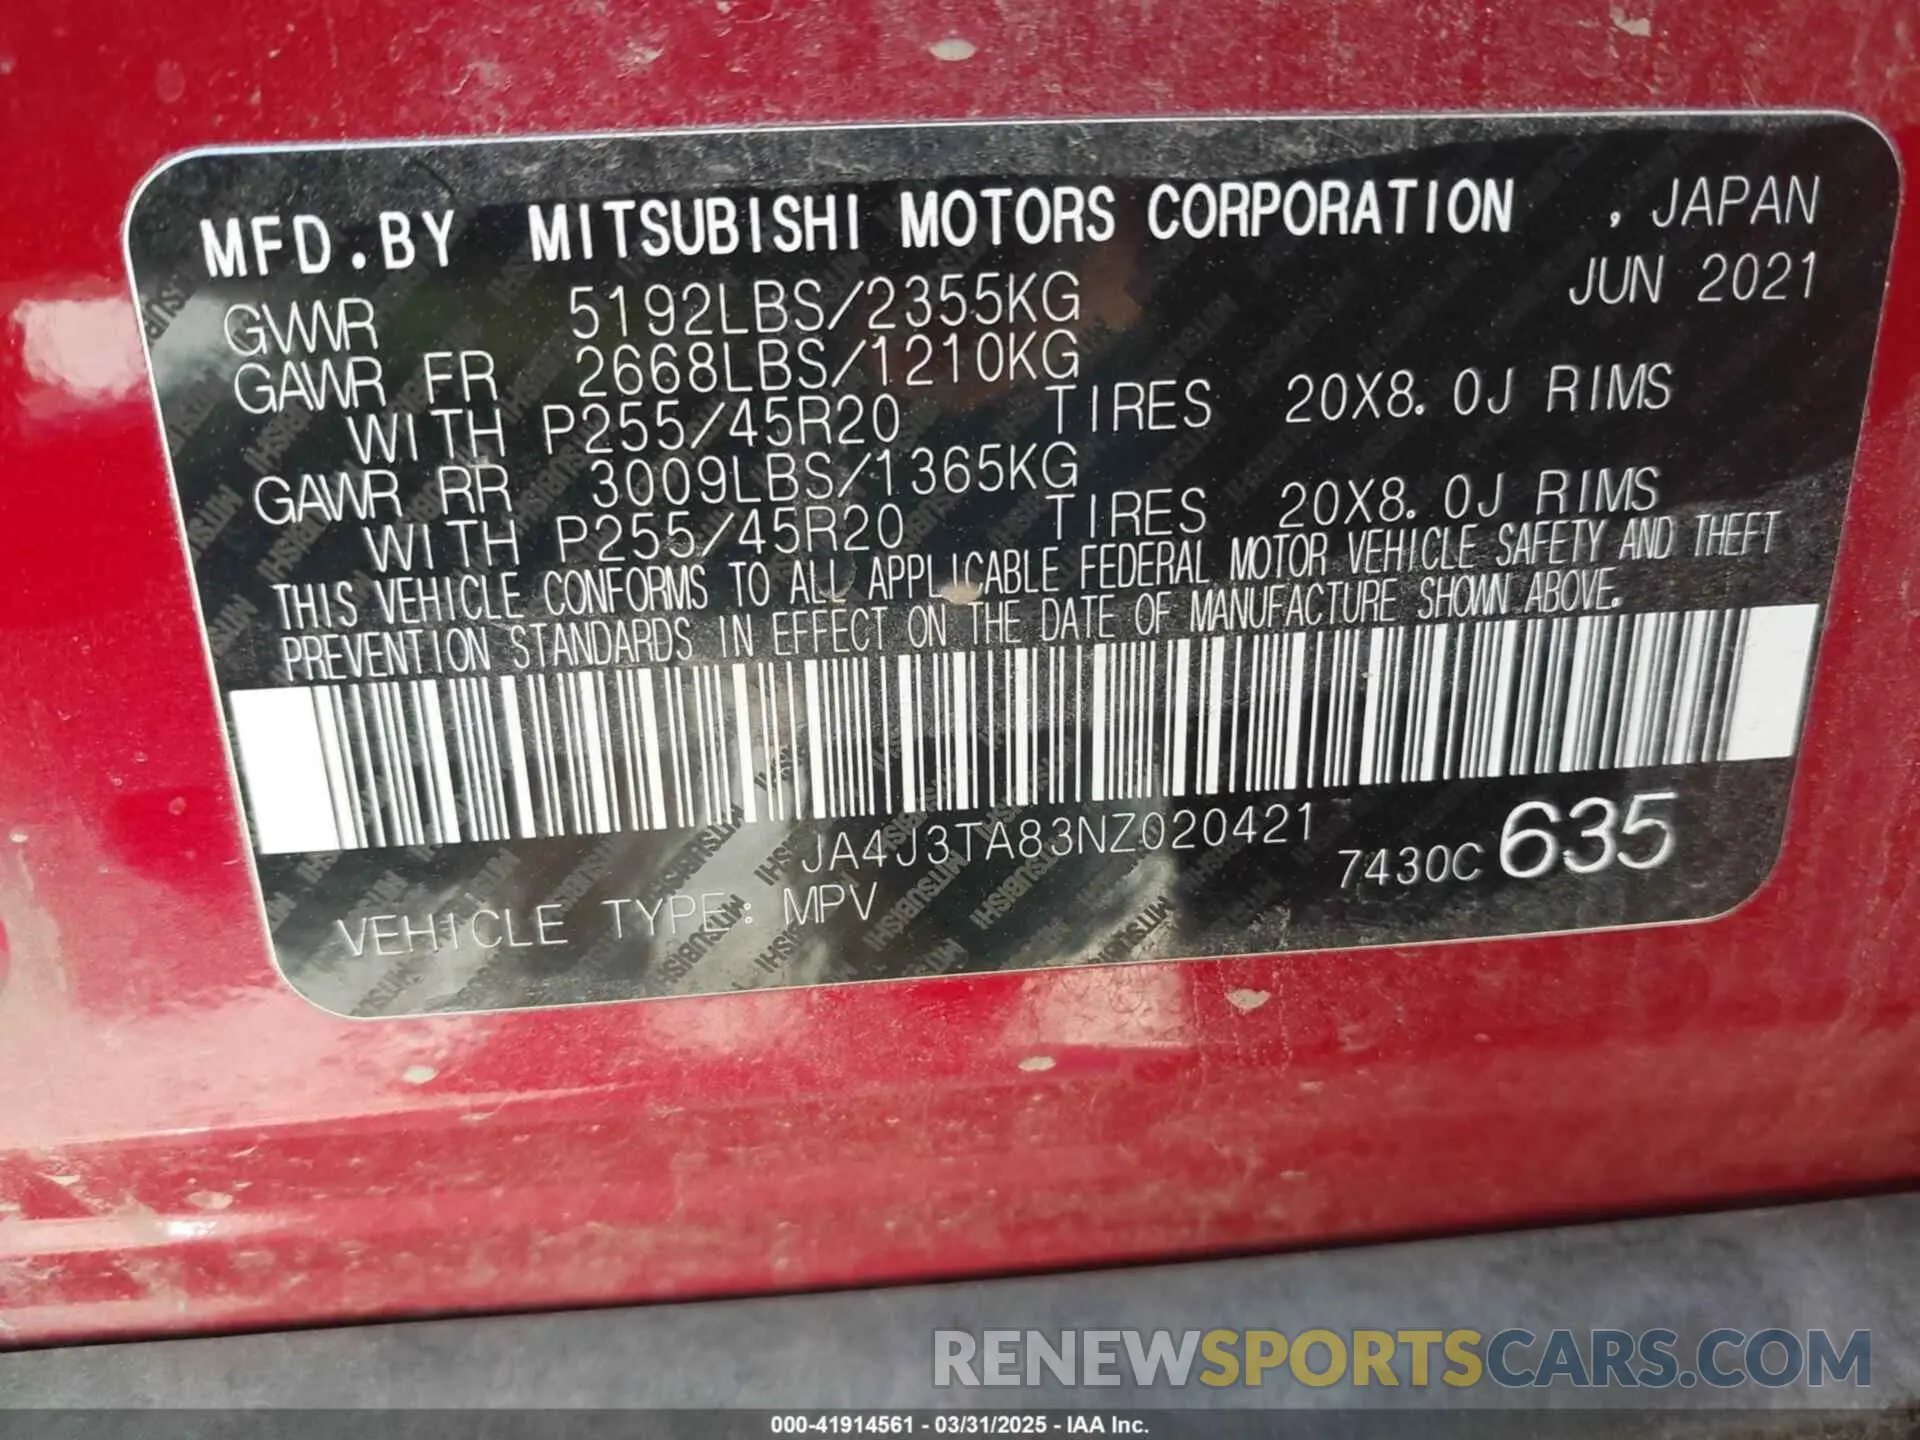 MFD.BY MITSUBISHI MOTORS CORPORATION , JAPAN
GVWR 5192LBS/2355KG JUN 2021
GAWR FR 2668LBS/1210KG
WITH P255/45R20 TIRES 20X8.0J RIMS
GAWR RR 3009LBS/1365KG
WITH P255/45R20 TIRES 20X8.0J RIMS
THIS VEHICLE CONFORMS TO ALL APPLICABLE FEDERAL MOTOR VEHICLE SAFETY AND THEFT
PREVENTION STANDARDS IN EFFECT ON THE DATE OF MANUFACTURE SHOWN ABOVE.
JA4J3TA83NZ020421
7430C 635
VEHICLE TYPE: MPV
RENEWSPORTSCARS.COM
000-41914561 - 03/31/2025 - IAA Inc.